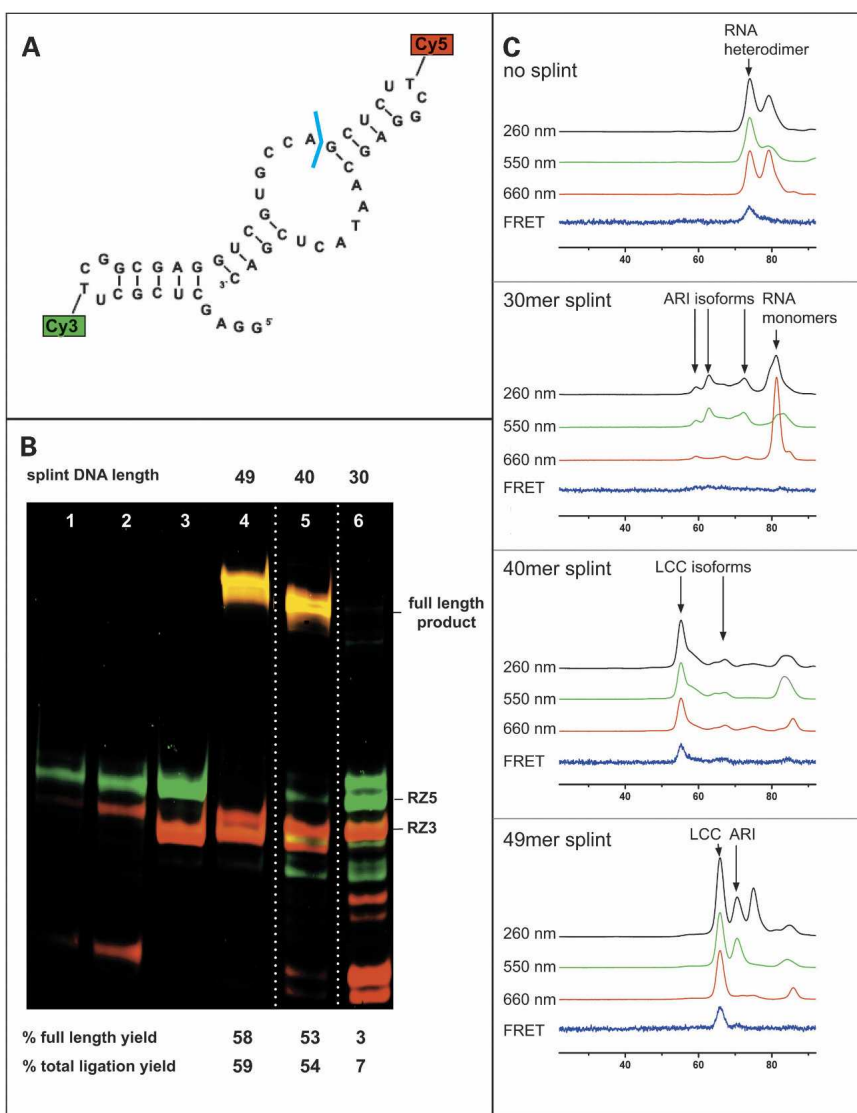 A
Cy5
Cy3
C G G C G A G G U C G U G C C A G C U C U T C G G A G C A A T A C U C G A C 3'
T U C G C U C G A G G 5'
B
splint DNA length 49 40 30
1 2 3 4 5 6
full length
product
RZ5
RZ3
% full length yield 58 53 3
% total ligation yield 59 54 7
C
no splint
RNA
heterodimer
260 nm
550 nm
660 nm
FRET
40 60 80
30mer splint
ARI isoforms
RNA
monomers
260 nm
550 nm
660 nm
FRET
40 60 80
40mer splint
LCC isoforms
260 nm
550 nm
660 nm
FRET
40 60 80
49mer splint
LCC ARI
260 nm
550 nm
660 nm
FRET
40 60 80